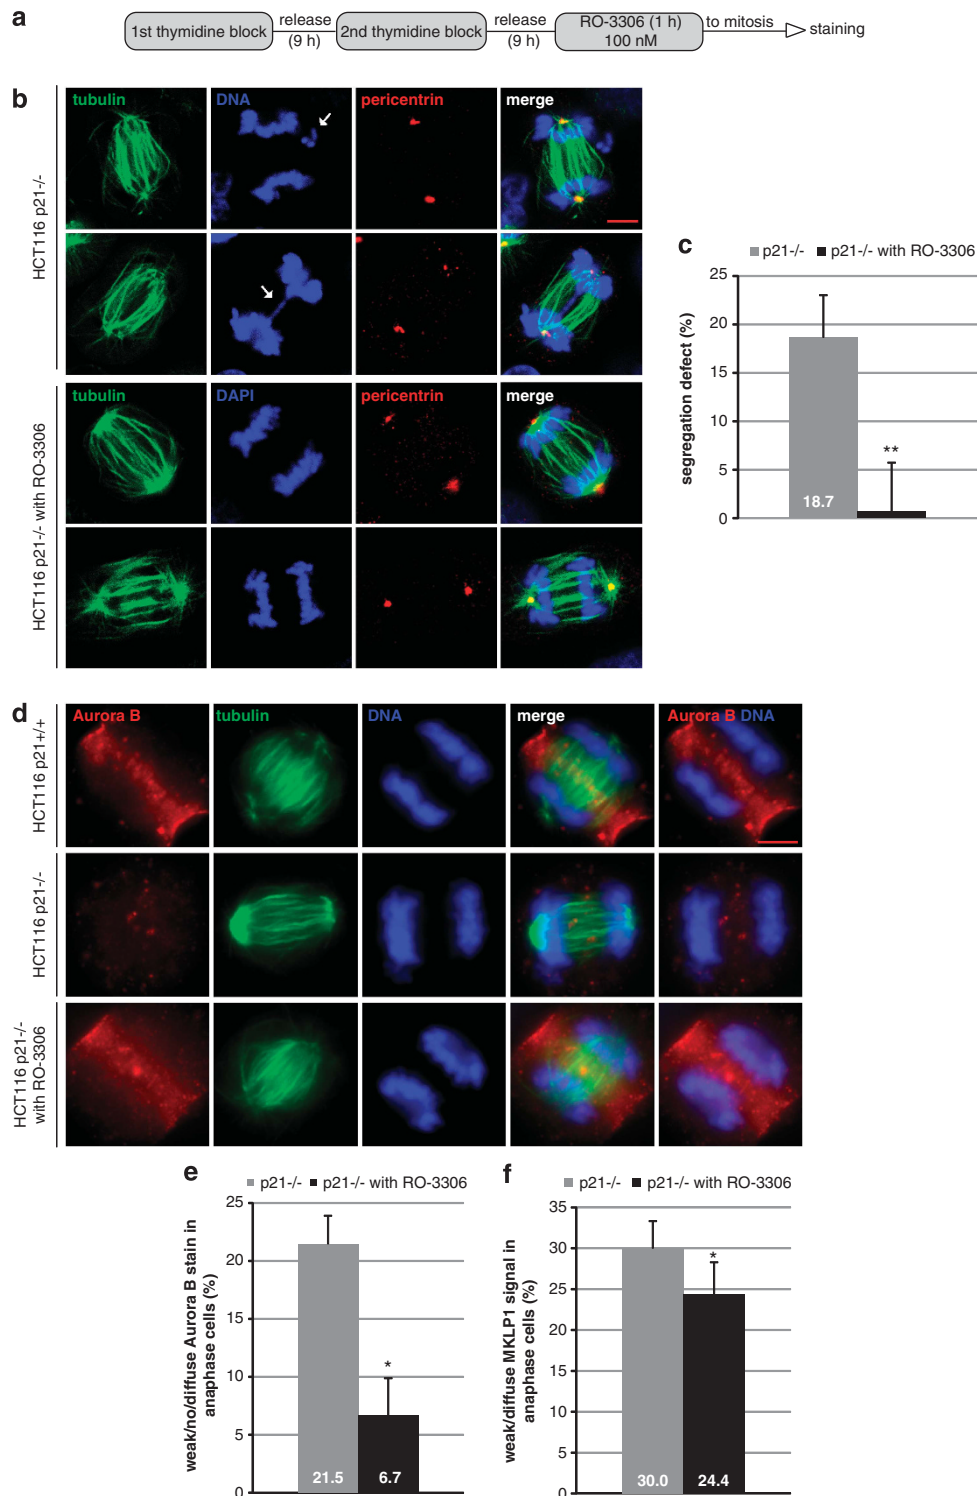 a
1st thymidine block
release
(9 h)
2nd thymidine block
release
(9 h)
RO-3306 (1 h)
100 nM
to mitosis
staining
b
HCT116 p21-/-
tubulin
DNA
pericentrin
merge
HCT116 p21-/- with RO-3306
tubulin
DAPI
pericentrin
merge
c
p21-/-
p21-/- with RO-3306
segregation defect (%)
25
20
15
10
5
0
18.7
**
d
HCT116 p21+/+
Aurora B
tubulin
DNA
merge
Aurora B DNA
HCT116 p21-/-
HCT116 p21-/-
with RO-3306
e
p21-/-
p21-/- with RO-3306
weak/no/diffuse Aurora B stain in
anaphase cells (%)
25
20
15
10
5
0
21.5
6.7
*
f
p21-/-
p21-/- with RO-3306
weak/diffuse MKLP1 signal in
anaphase cells (%)
35
30
25
20
15
10
5
0
30.0
24.4
*